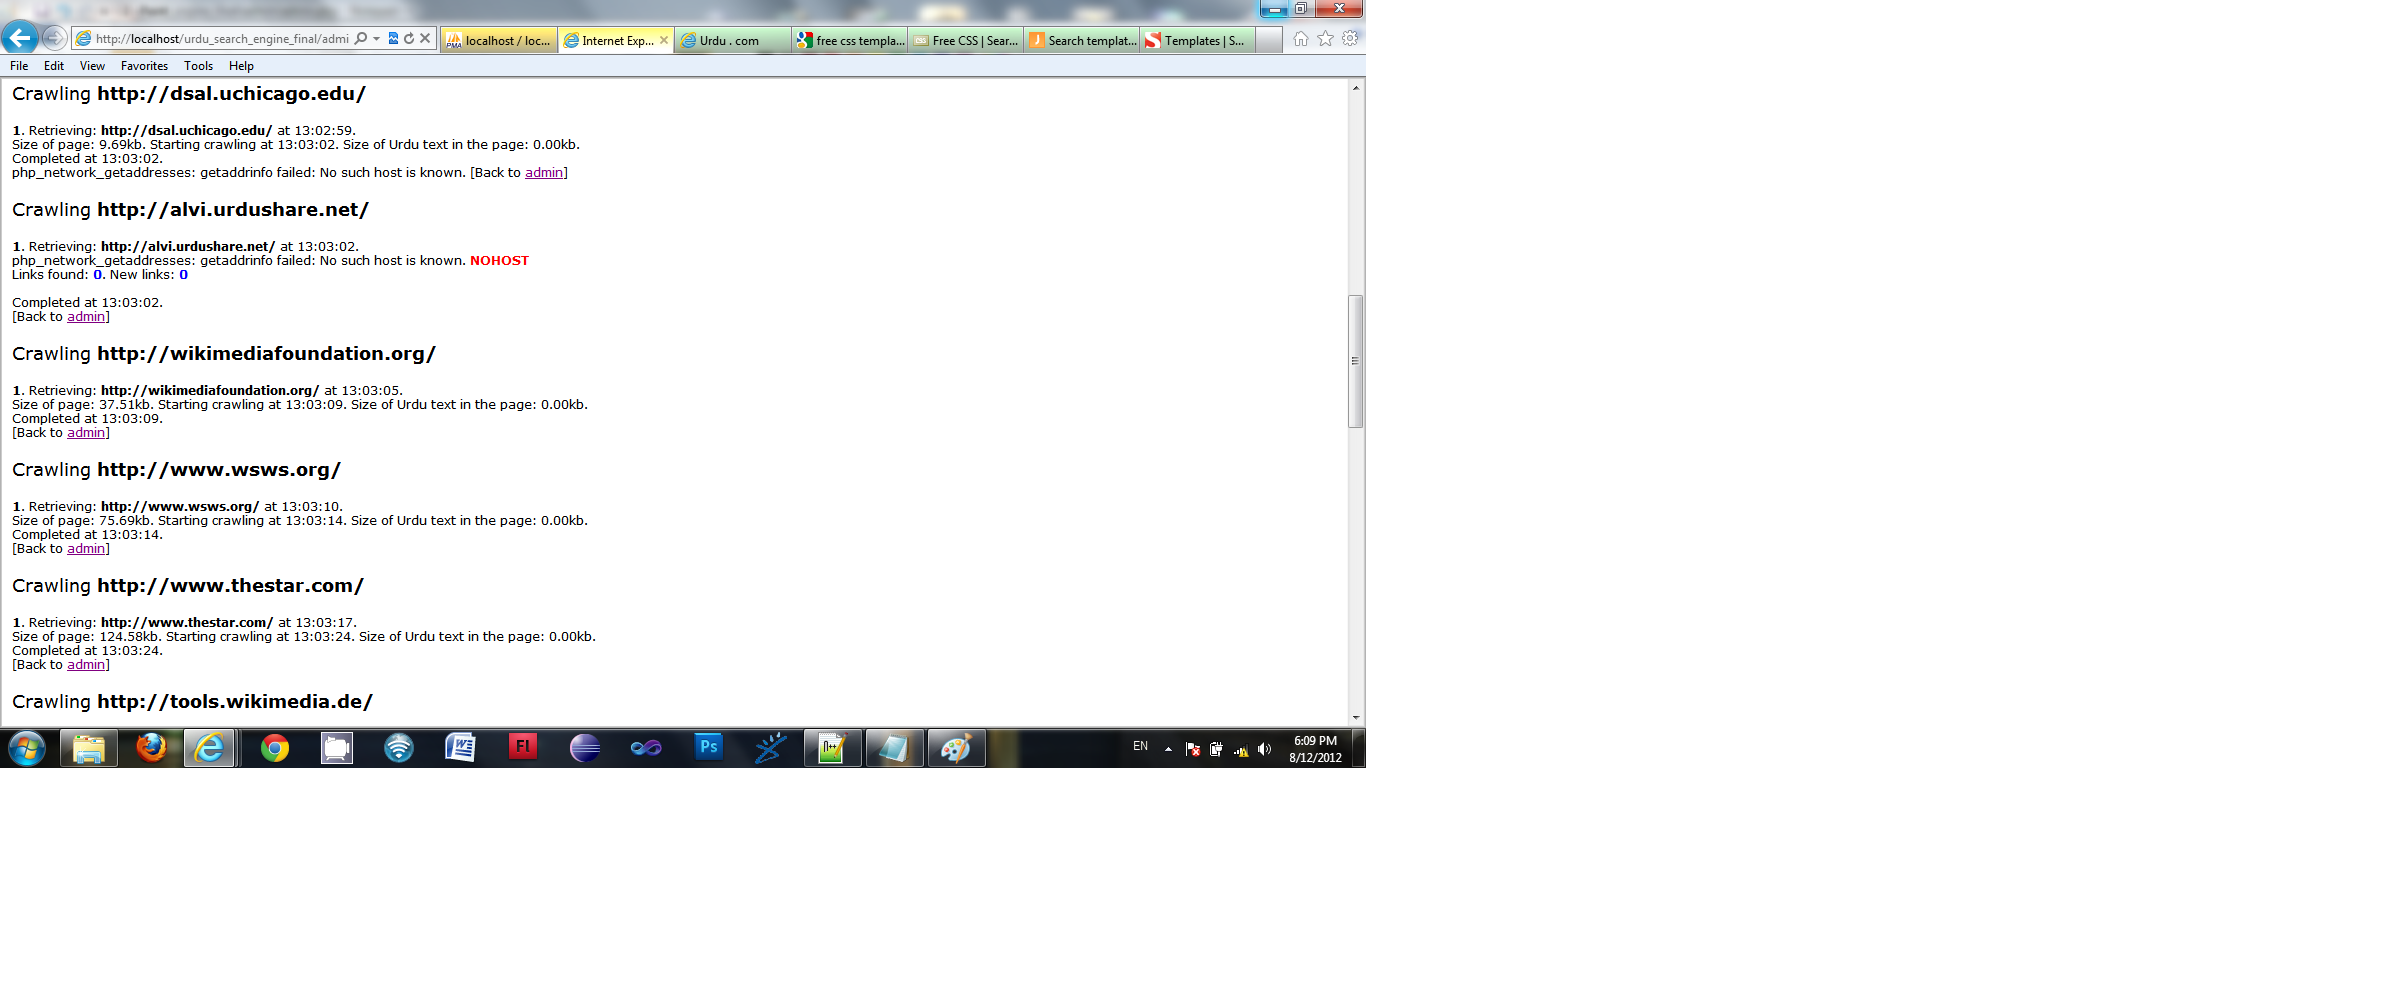 http://localhost/urdu_search_engine_final/admi
localhost / loc...
Internet Exp...
Urdu . com
free css templa...
Free CSS | Sear...
Search templat...
Templates | S...
File Edit View Favorites Tools Help
Crawling http://dsal.uchicago.edu/
1. Retrieving: http://dsal.uchicago.edu/ at 13:02:59.
Size of page: 9.69kb. Starting crawling at 13:03:02. Size of Urdu text in the page: 0.00kb.
Completed at 13:03:02.
php_network_getaddresses: getaddrinfo failed: No such host is known. [Back to admin]
Crawling http://alvi.urdushare.net/
1. Retrieving: http://alvi.urdushare.net/ at 13:03:02.
php_network_getaddresses: getaddrinfo failed: No such host is known. NOHOST
Links found: 0. New links: 0
Completed at 13:03:02.
[Back to admin]
Crawling http://wikimediafoundation.org/
1. Retrieving: http://wikimediafoundation.org/ at 13:03:05.
Size of page: 37.51kb. Starting crawling at 13:03:09. Size of Urdu text in the page: 0.00kb.
Completed at 13:03:09.
[Back to admin]
Crawling http://www.wsws.org/
1. Retrieving: http://www.wsws.org/ at 13:03:10.
Size of page: 75.69kb. Starting crawling at 13:03:14. Size of Urdu text in the page: 0.00kb.
Completed at 13:03:14.
[Back to admin]
Crawling http://www.thestar.com/
1. Retrieving: http://www.thestar.com/ at 13:03:17.
Size of page: 124.58kb. Starting crawling at 13:03:24. Size of Urdu text in the page: 0.00kb.
Completed at 13:03:24.
[Back to admin]
Crawling http://tools.wikimedia.de/
EN
6:09 PM
8/12/2012